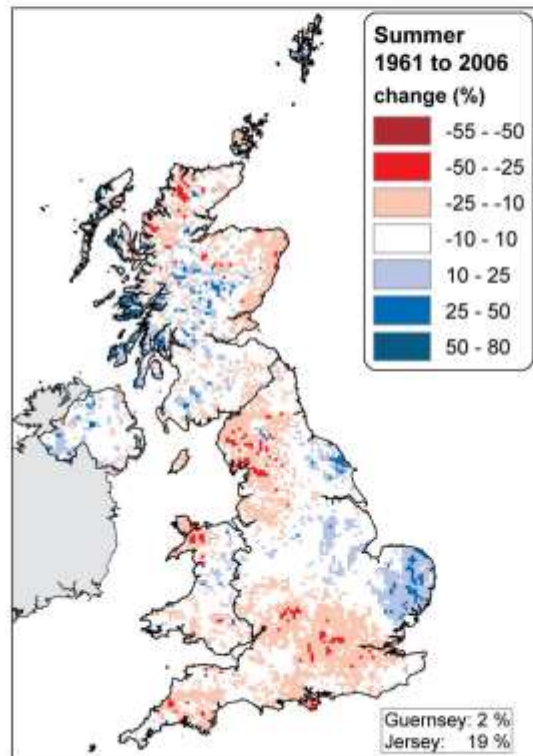 Summer
1961 to 2006
change (%)
-55 - -50
-50 - -25
-25 - -10
-10 - 10
10 - 25
25 - 50
50 - 80
Guernsey: 2 %
Jersey: 19 %